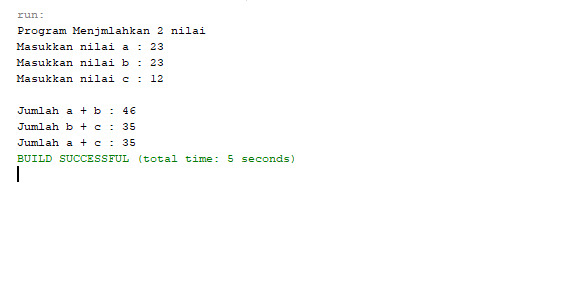 run:
Program Menjmlahkan 2 nilai
Masukkan nilai a : 23
Masukkan nilai b : 23
Masukkan nilai c : 12
Jumlah a + b : 46
Jumlah b + c : 35
Jumlah a + c : 35
BUILD SUCCESSFUL (total time: 5 seconds)